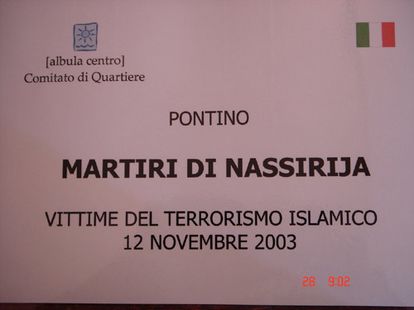 [albula centro]
Comitato di Quartiere
PONTINO
MARTIRI DI NASSIRIJA
VITTIME DEL TERRORISMO ISLAMICO
12 NOVEMBRE 2003
26 9:02